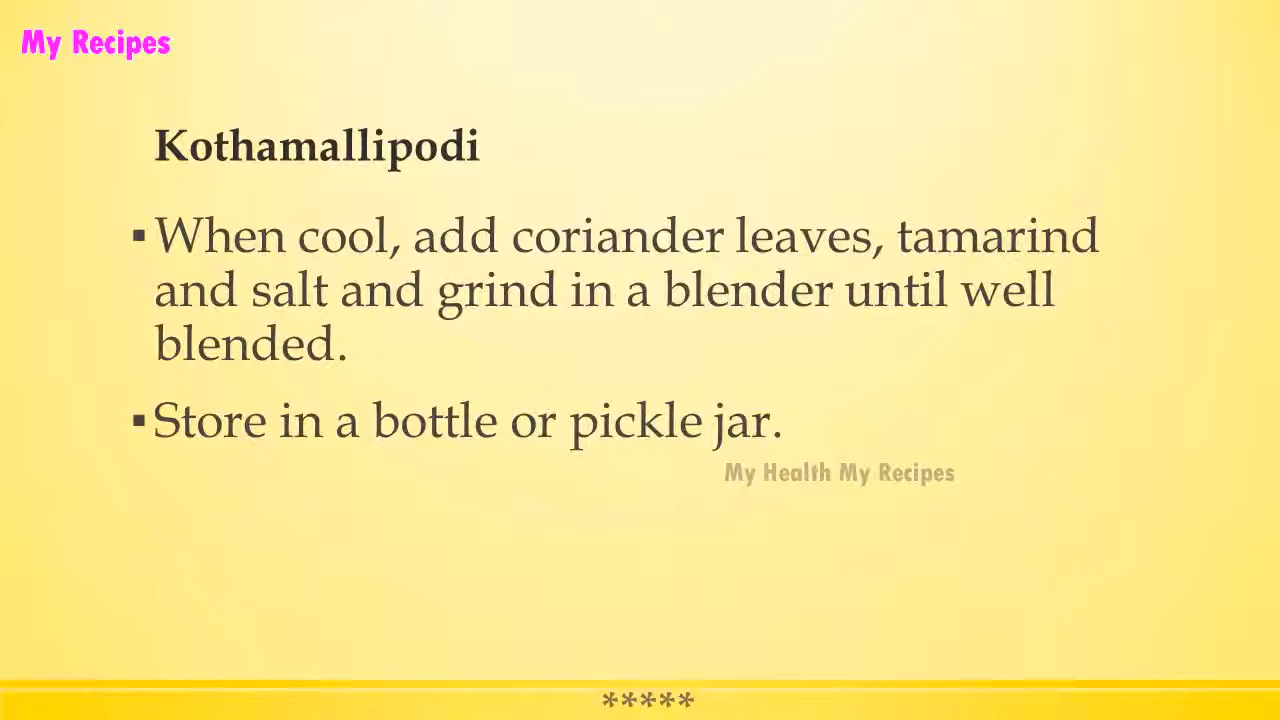 My Recipes
Kothamallipodi
▪When cool, add coriander leaves, tamarind
and salt and grind in a blender until well
blended.
▪Store in a bottle or pickle jar.
My Health My Recipes
*****